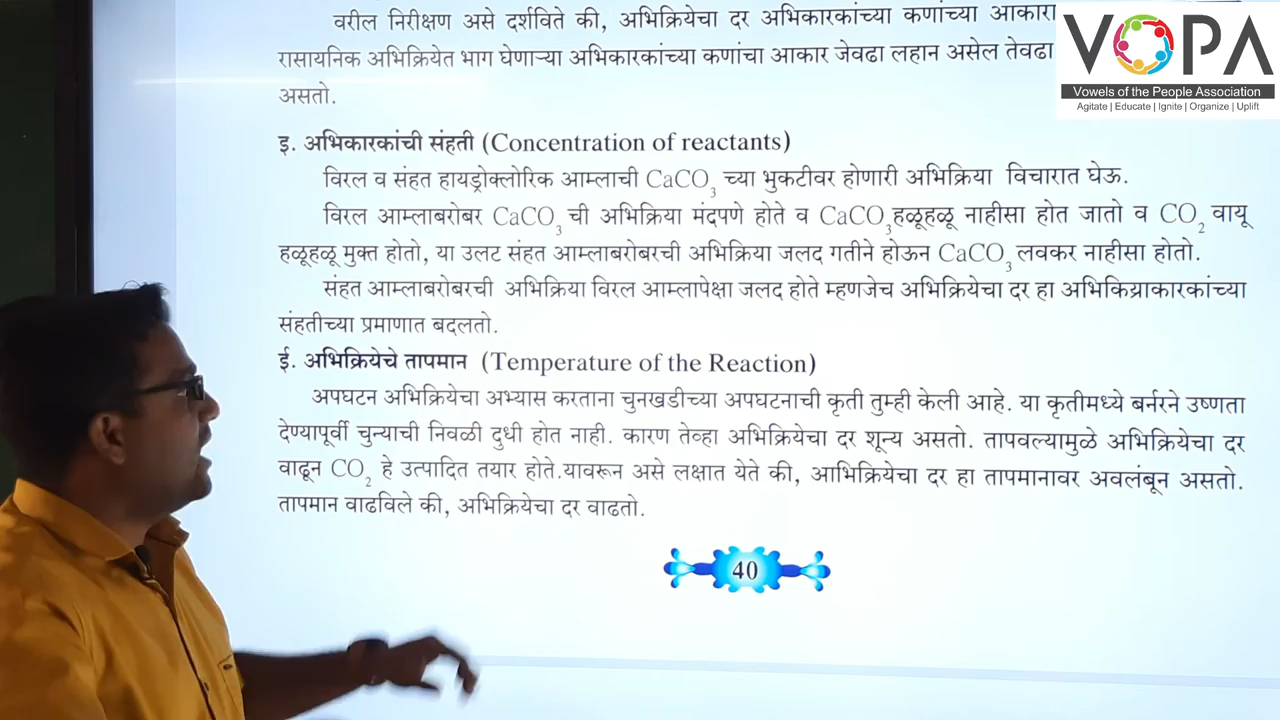 वरील निरीक्षण असे दर्शविते की, अभिक्रियेचा दर अभिकारकांच्या कणांच्या आकारा
रासायनिक अभिक्रियेत भाग घेणाऱ्या अभिकारकांच्या कणांचा आकार जेवढा लहान असेल तेवढा
असतो.
VOPA
Vowels of the People Association
Agitate | Educate | Ignite | Organize | Uplift
इ. अभिकारकांची संहती (Concentration of reactants)
विरल व संहत हायड्रोक्लोरिक आम्लाची CaCO₃ च्या भुकटीवर होणारी अभिक्रिया विचारात घेऊ.
विरल आम्लाबरोबर CaCO₃ ची अभिक्रिया मंदपणे होते व CaCO₃ हळूहळू नाहीसा होत जातो व CO₂ वायू
हळूहळू मुक्त होतो, या उलट संहत आम्लाबरोबरची अभिक्रिया जलद गतीने होऊन CaCO₃ लवकर नाहीसा होतो.
संहत आम्लाबरोबरची अभिक्रिया विरल आम्लापेक्षा जलद होते म्हणजेच अभिक्रियेचा दर हा अभिकिय्राकारकांच्या
संहतीच्या प्रमाणात बदलतो.
ई. अभिक्रियेचे तापमान (Temperature of the Reaction)
अपघटन अभिक्रियेचा अभ्यास करताना चुनखडीच्या अपघटनाची कृती तुम्ही केली आहे. या कृतीमध्ये बर्नरने उष्णता
देण्यापूर्वी चुन्याची निवळी दुधी होत नाही. कारण तेव्हा अभिक्रियेचा दर शून्य असतो. तापवल्यामुळे अभिक्रियेचा दर
वाढून CO₂ हे उत्पादित तयार होते.यावरून असे लक्षात येते की, आभिक्रियेचा दर हा तापमानावर अवलंबून असतो.
तापमान वाढविले की, अभिक्रियेचा दर वाढतो.
40